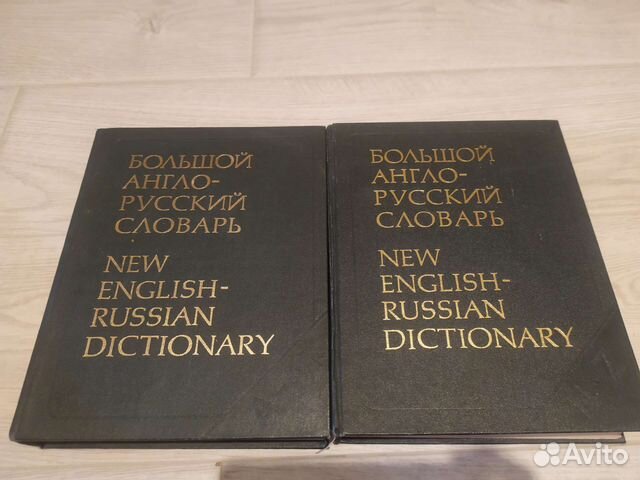 БОЛЬШОЙ
АНГЛО-
РУССКИЙ
СЛОВАРЬ
NEW
ENGLISH-
RUSSIAN
DICTIONARY
БОЛЬШОЙ
АНГЛО-
РУССКИЙ
СЛОВАРЬ
NEW
ENGLISH-
RUSSIAN
DICTIONARY
Avito